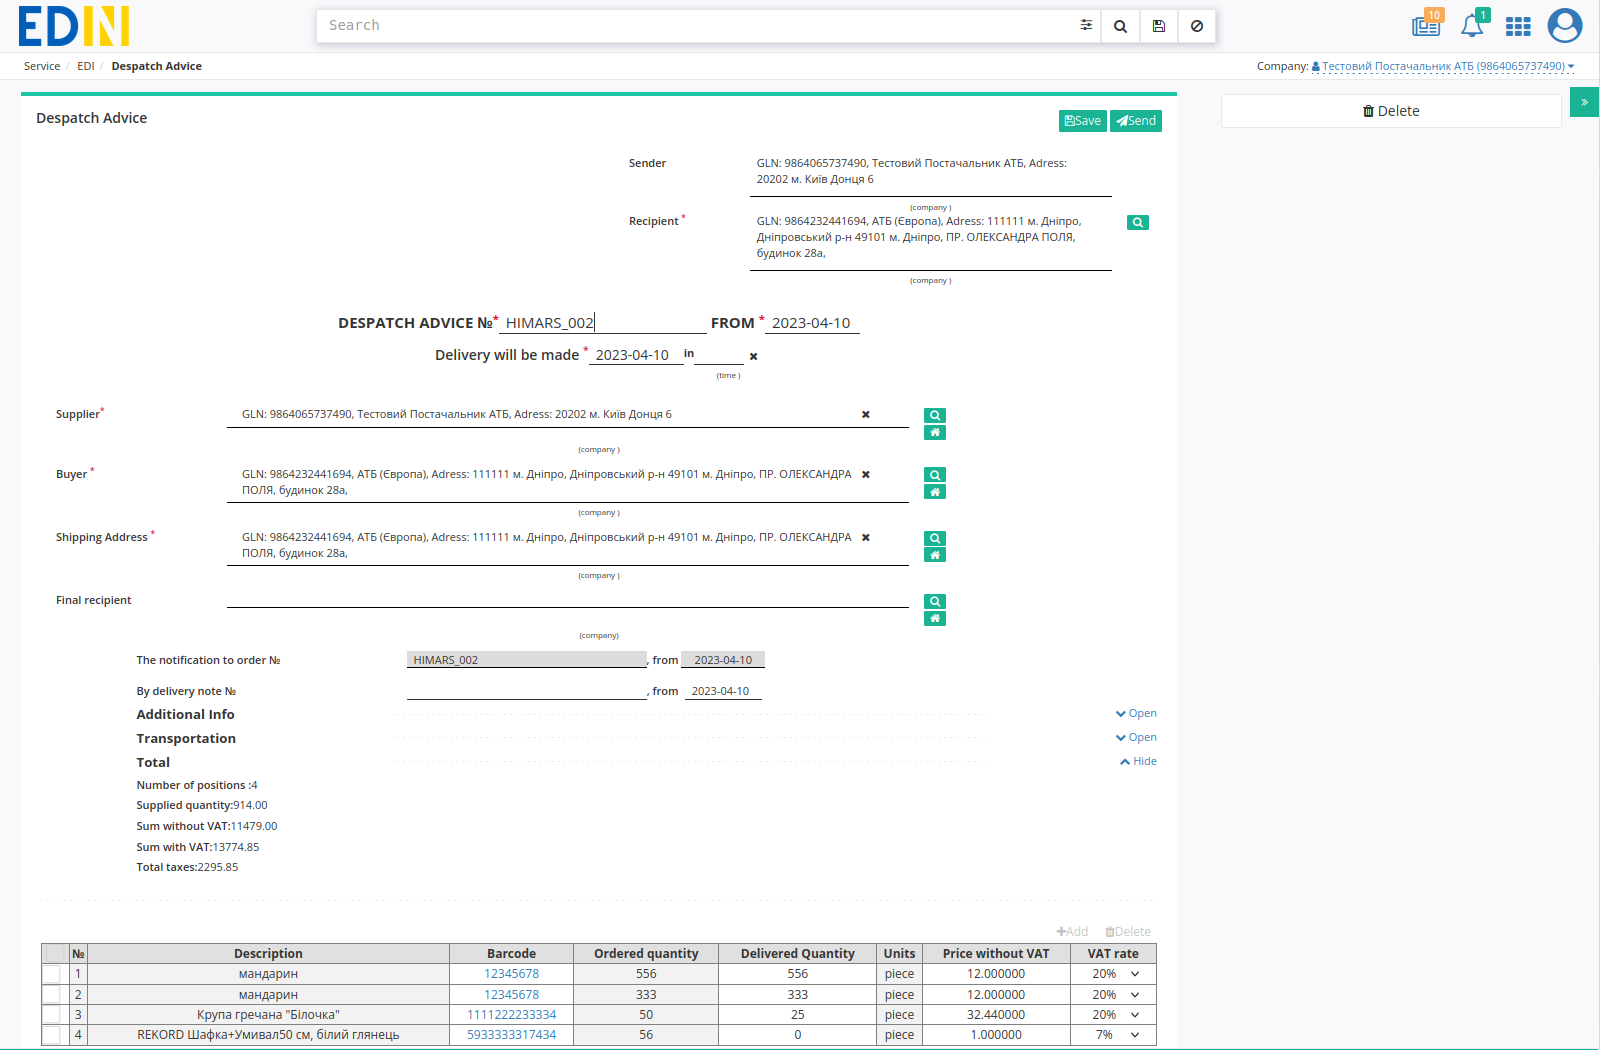 EDIN
Search
10
1
Service / EDI / Despatch Advice
Company: Тестовий Постачальник АТБ (9864065737490)
Despatch Advice
Save Send
Delete
»
Sender
GLN: 9864065737490, Тестовий Постачальник АТБ, Adress:
20202 м. Київ Донця 6
(company )
Recipient *
GLN: 9864232441694, АТБ (Європа), Adress: 111111 м. Дніпро,
Дніпровський р-н 49101 м. Дніпро, ПР. ОЛЕКСАНДРА ПОЛЯ,
будинок 28а,
(company )
DESPATCH ADVICE №* HIMARS_002 FROM * 2023-04-10
Delivery will be made * 2023-04-10 in
(time )
Supplier* GLN: 9864065737490, Тестовий Постачальник АТБ, Adress: 20202 м. Київ Донця 6
(company )
Buyer * GLN: 9864232441694, АТБ (Європа), Adress: 111111 м. Дніпро, Дніпровський р-н 49101 м. Дніпро, ПР. ОЛЕКСАНДРА
ПОЛЯ, будинок 28а,
(company )
Shipping Address * GLN: 9864232441694, АТБ (Європа), Adress: 111111 м. Дніпро, Дніпровський р-н 49101 м. Дніпро, ПР. ОЛЕКСАНДРА
ПОЛЯ, будинок 28а,
(company )
Final recipient
(company)
The notification to order № HIMARS_002 , from 2023-04-10
By delivery note № , from 2023-04-10
Additional Info Open
Transportation Open
Total Hide
Number of positions :4
Supplied quantity:914.00
Sum without VAT:11479.00
Sum with VAT:13774.85
Total taxes:2295.85
Add Delete
№ Description Barcode Ordered quantity Delivered Quantity Units Price without VAT VAT rate
1 мандарин 12345678 556 556 piece 12.000000 20%
2 мандарин 12345678 333 333 piece 12.000000 20%
3 Крупа гречана "Білочка" 1111222233334 50 25 piece 32.440000 20%
4 REKORD Шафка+Умивал50 см, білий глянець 5933333317434 56 0 piece 1.000000 7%